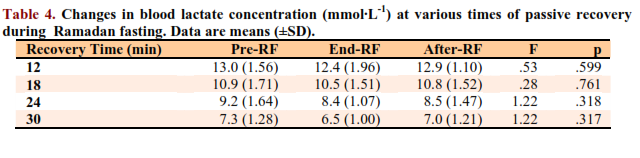 Table 4. Changes in blood lactate concentration (mmol·L⁻¹) at various times of passive recovery
during Ramadan fasting. Data are means (±SD).
Recovery Time (min) Pre-RF End-RF After-RF F p
12 13.0 (1.56) 12.4 (1.96) 12.9 (1.10) .53 .599
18 10.9 (1.71) 10.5 (1.51) 10.8 (1.52) .28 .761
24 9.2 (1.64) 8.4 (1.07) 8.5 (1.47) 1.22 .318
30 7.3 (1.28) 6.5 (1.00) 7.0 (1.21) 1.22 .317